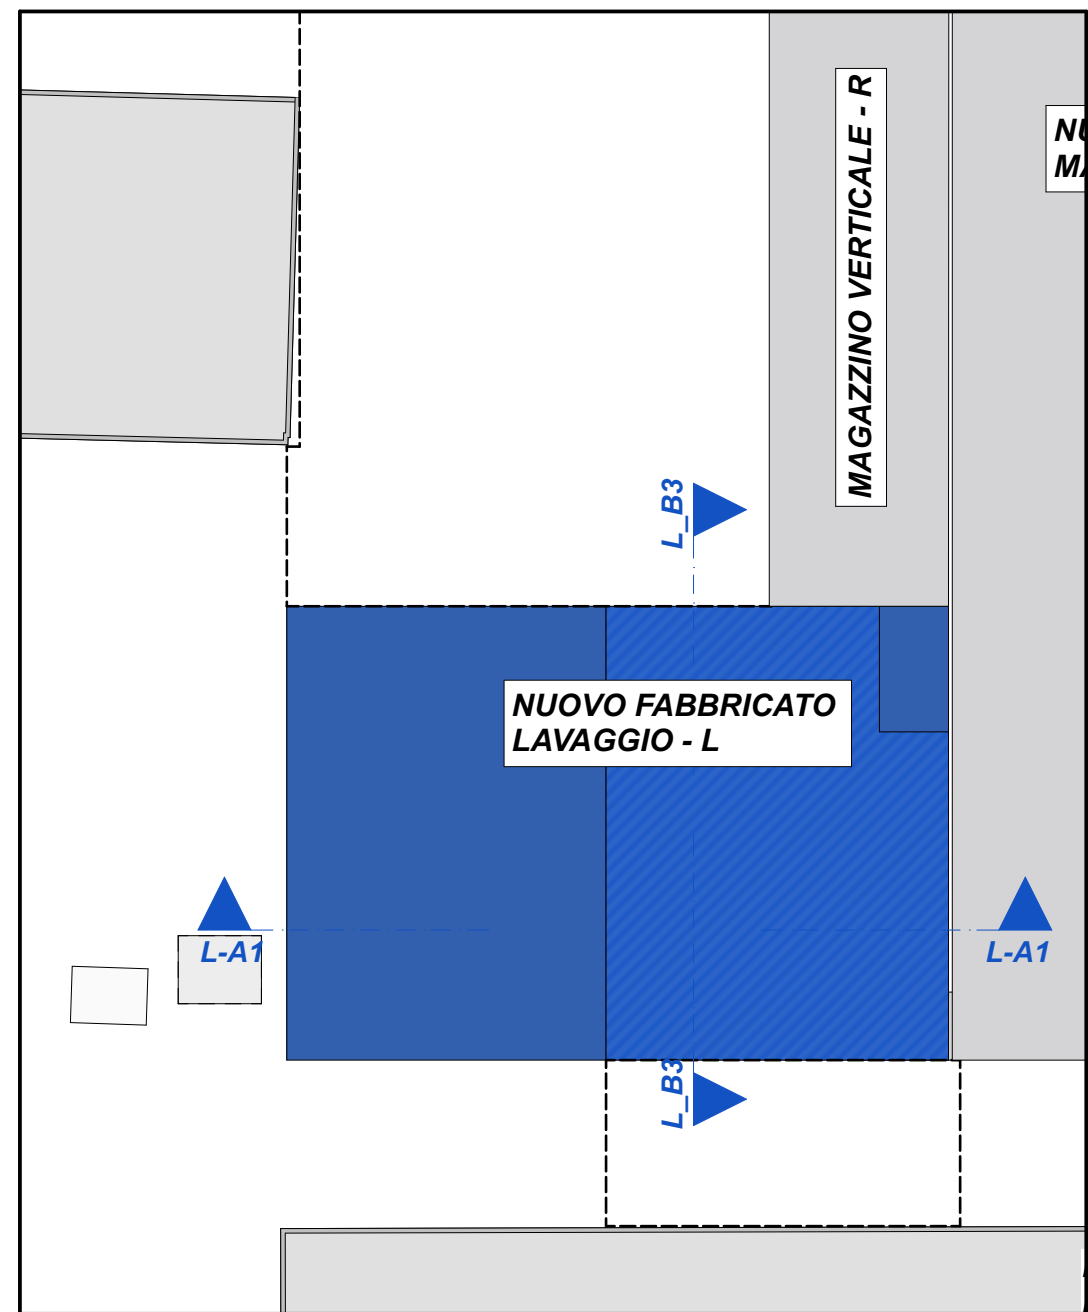 MAGAZZINO VERTICALE - R
L_B3
NUOVO FABBRICATO
LAVAGGIO - L
L-A1
L-A1
L_B3